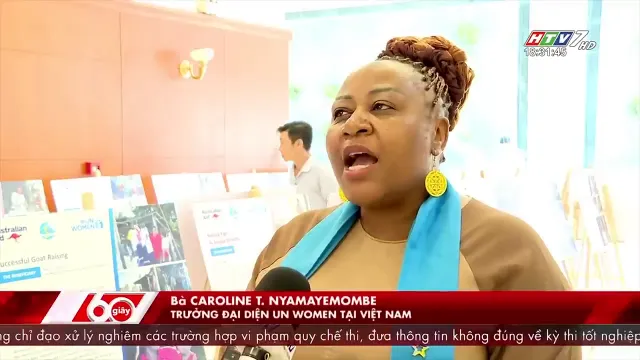 HTV7 HD
18:31:45
Australian
WOMEN
Successful Goat Raising
60 giây
Bà CAROLINE T. NYAMAYEMOMBE
TRƯỞNG ĐẠI DIỆN UN WOMEN TẠI VIỆT NAM
ng chỉ đạo xử lý nghiêm các trường hợp vi phạm quy chế thi, đưa thông tin không đúng về kỳ thi tốt nghiệp